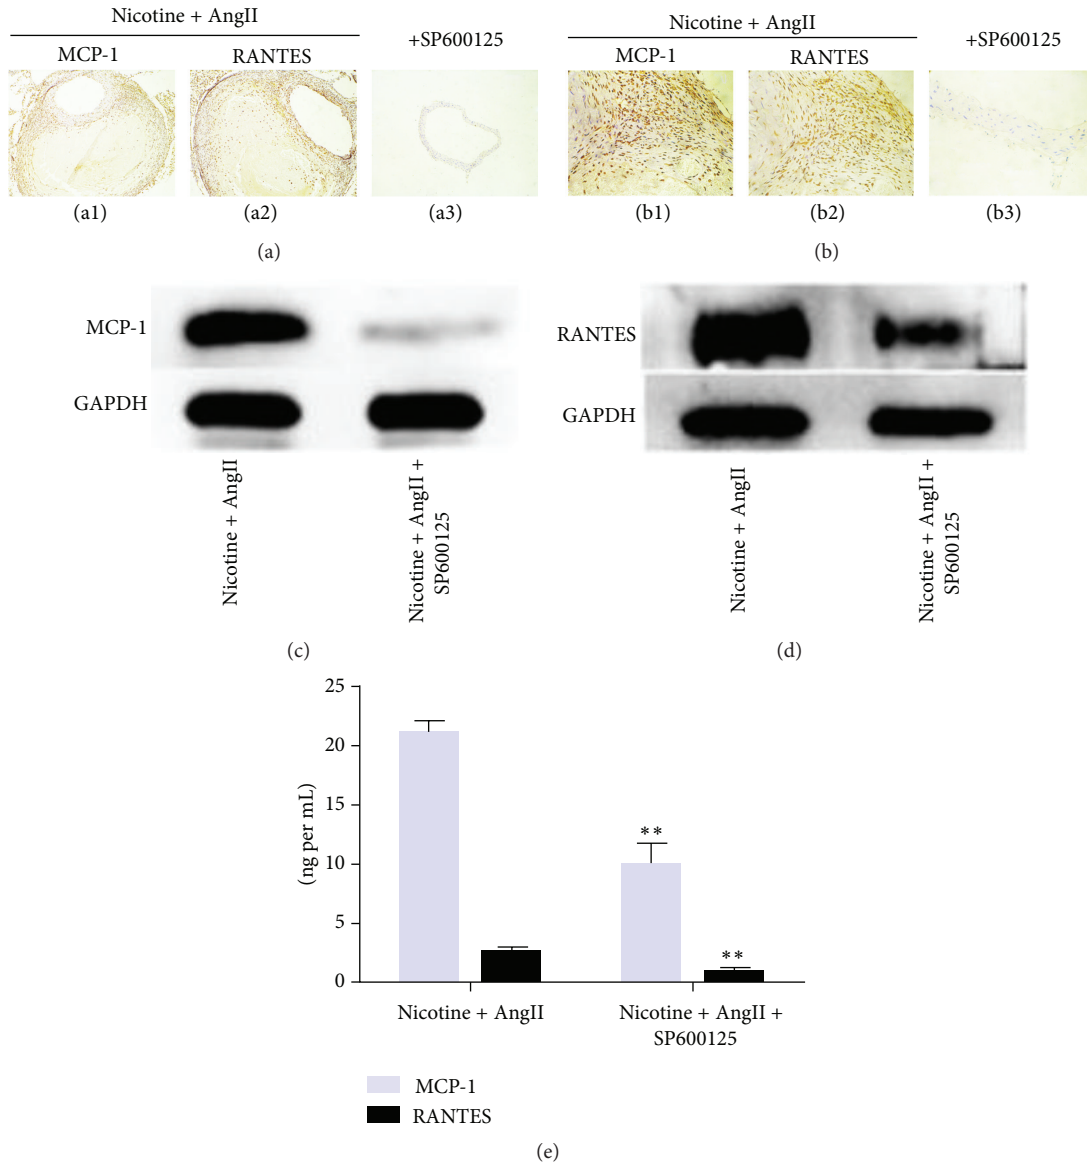 Nicotine + AngII
MCP-1
RANTES
+SP600125
(a1)
(a2)
(a3)
(a)
Nicotine + AngII
MCP-1
RANTES
+SP600125
(b1)
(b2)
(b3)
(b)
MCP-1
GAPDH
Nicotine + AngII
Nicotine + AngII +
SP600125
(c)
RANTES
GAPDH
Nicotine + AngII
Nicotine + AngII +
SP600125
(d)
25
20
15
10
5
0
(ng per mL)
**
**
Nicotine + AngII
Nicotine + AngII +
SP600125
MCP-1
RANTES
(e)